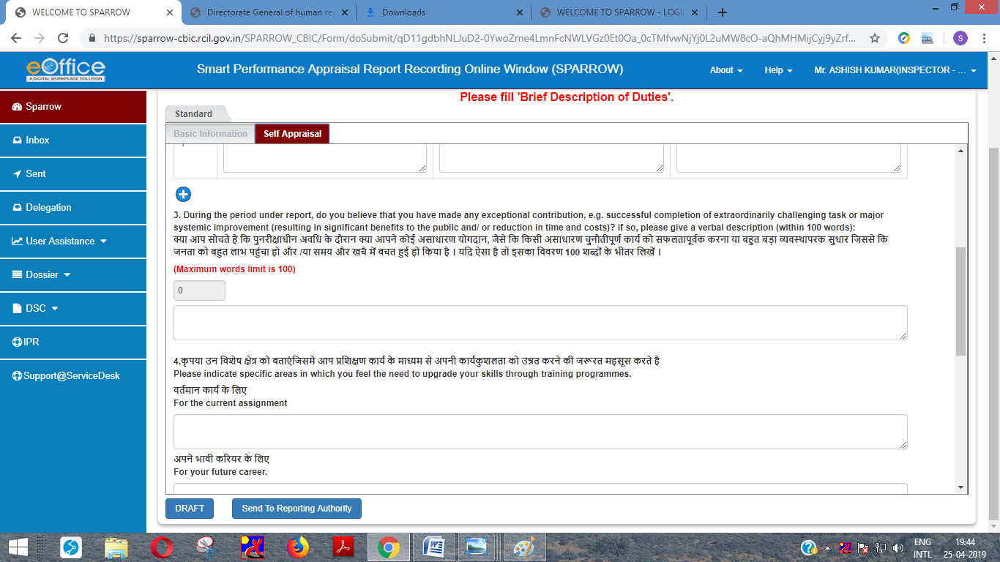 WELCOME TO SPARROW
Directorate General of human res
Downloads
WELCOME TO SPARROW - LOGI
https://sparrow-cbic.rcil.gov.in/SPARROW_CBIC/Form/doSubmit/qD11gdbhNLJuD2-0YwoZrne4LmnFcNWLVGz0Et0Oa_0cTMfvwNjYj0L2uMW8cO-aQhMHMijCyj9yZrf...
S
eOffice
A DIGITAL WORKPLACE SOLUTION
Smart Performance Appraisal Report Recording Online Window (SPARROW)
About
Help
Mr. ASHISH KUMAR(INSPECTOR - ...
Sparrow
Inbox
Sent
Delegation
User Assistance
Dossier
DSC
IPR
Support@ServiceDesk
Please fill 'Brief Description of Duties'.
Standard
Basic Information
Self Appraisal
3. During the period under report, do you believe that you have made any exceptional contribution, e.g. successful completion of extraordinarily challenging task or major
systemic improvement (resulting in significant benefits to the public and/ or reduction in time and costs)? if so, please give a verbal description (within 100 words):
क्या आप सोचते है कि पुनरीक्षाधीन अवधि के दौरान क्या आपने कोई असाधारण योगदान, जैसे कि किसी असाधारण चुनौतीपूर्ण कार्य को सफलतापूर्वक करना या बहुत बड़ा व्यवस्थापरक सुधार जिससे कि
जनता को बहुत लाभ पहुंचा हो और /या समय और खचै में बचत हुई हो किया है । यदि ऐसा है तो इसका विवरण 100 शब्दों के भीतर लिखें ।
(Maximum words limit is 100)
0
4.कृपया उन विशेष क्षेत्र को बताएंजिसमे आप प्रशिक्षण कार्य के माध्यम से अपनी कार्यकुशलता को उन्नत करने की जरूरत महसूस करते है
Please indicate specific areas in which you feel the need to upgrade your skills through training programmes.
वर्तमान कार्य के लिए
For the current assignment
अपने भावी करियर के लिए
For your future career.
DRAFT
Send To Reporting Authority
ENG
INTL
19:44
25-04-2019